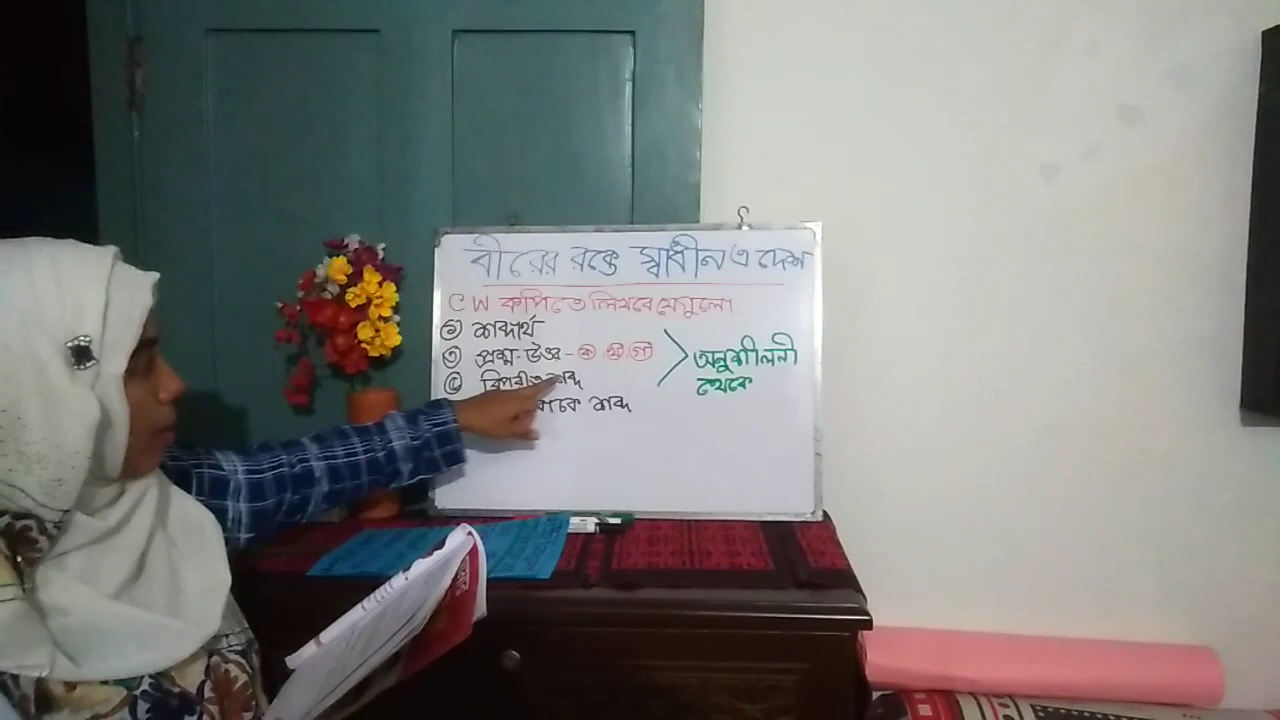 বীরের রক্তে স্বাধীন এ দেশ
CW কপিতে লিখবে যেগুলো
শব্দার্থ
প্রশ্ন-উত্তর- ক খ গ
বিপরীত শব্দ
বাচক শব্দ
অনুশীলনী
থেকে